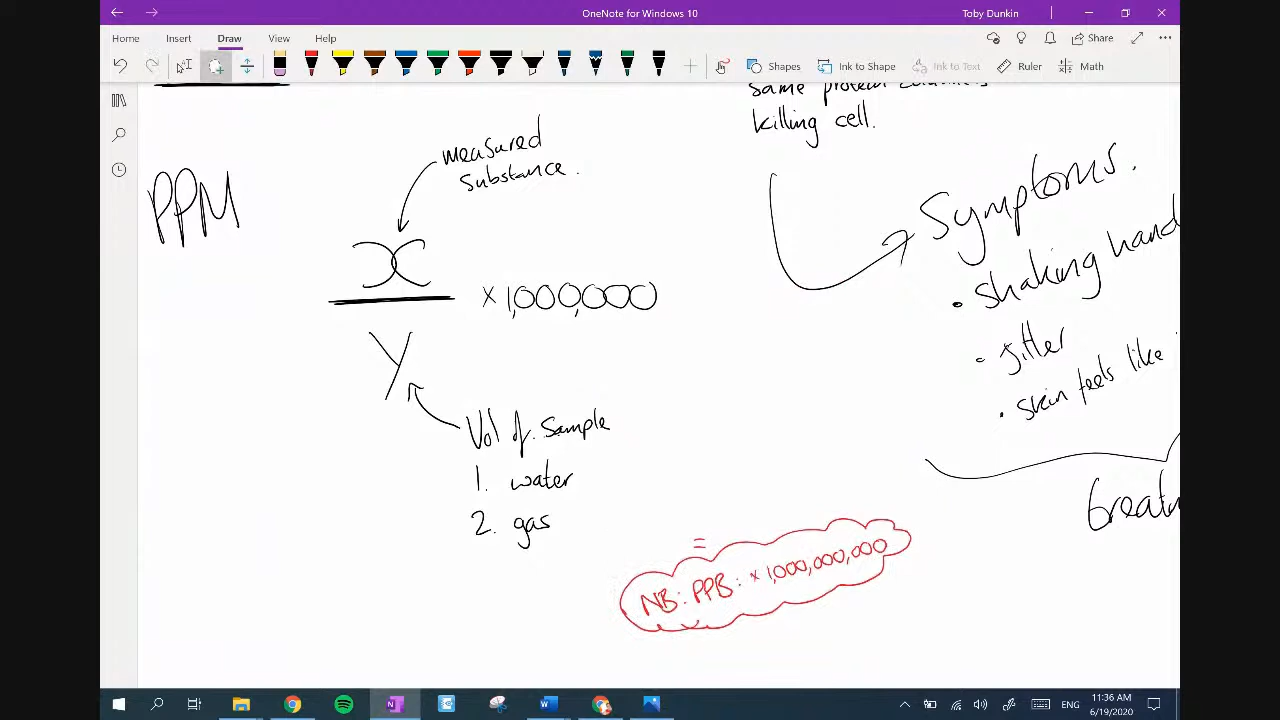 OneNote for Windows 10
Toby Dunkin
Home Insert Draw View Help
Share
Shapes
Ink to Shape
Ink to Text
Ruler
Math
same protein
killing cell.
measured
substance.
PPM
x
× 1,000,000
y
Vol of. Sample
1. water
2. gas
Symptoms.
• shaking hand
• Jitter
• skin feels like
=
NB: PPB: × 1,000,000,000
ENG
11:36 AM
6/19/2020